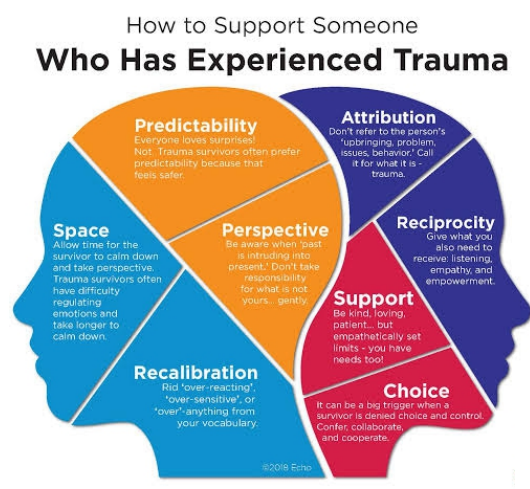 How to Support Someone
Who Has Experienced Trauma
Predictability
Everyone loves surprises!
Not. Trauma survivors often prefer
predictability because that
feels safer.
Attribution
Don't refer to the person's
'upbringing, problem,
issues, behavior.' Call
it for what it is -
trauma.
Space
Allow time for the
survivor to calm down
and take perspective.
Trauma survivors often
have difficulty
regulating
emotions and
take longer to
calm down.
Perspective
Be aware when 'past
is intruding into
present.' Don't take
responsibility
for what is not
yours... gently.
Reciprocity
Give what you
also need to
receive: listening,
empathy, and
empowerment.
Support
Be kind, loving,
patient... but
empathetically set
limits - you have
needs too!
Recalibration
Rid 'over-reacting',
'over-sensitive', or
'over'-anything from
your vocabulary.
Choice
It can be a big trigger when a
survivor is denied choice and control.
Confer, collaborate,
and cooperate.
©2018 Echo